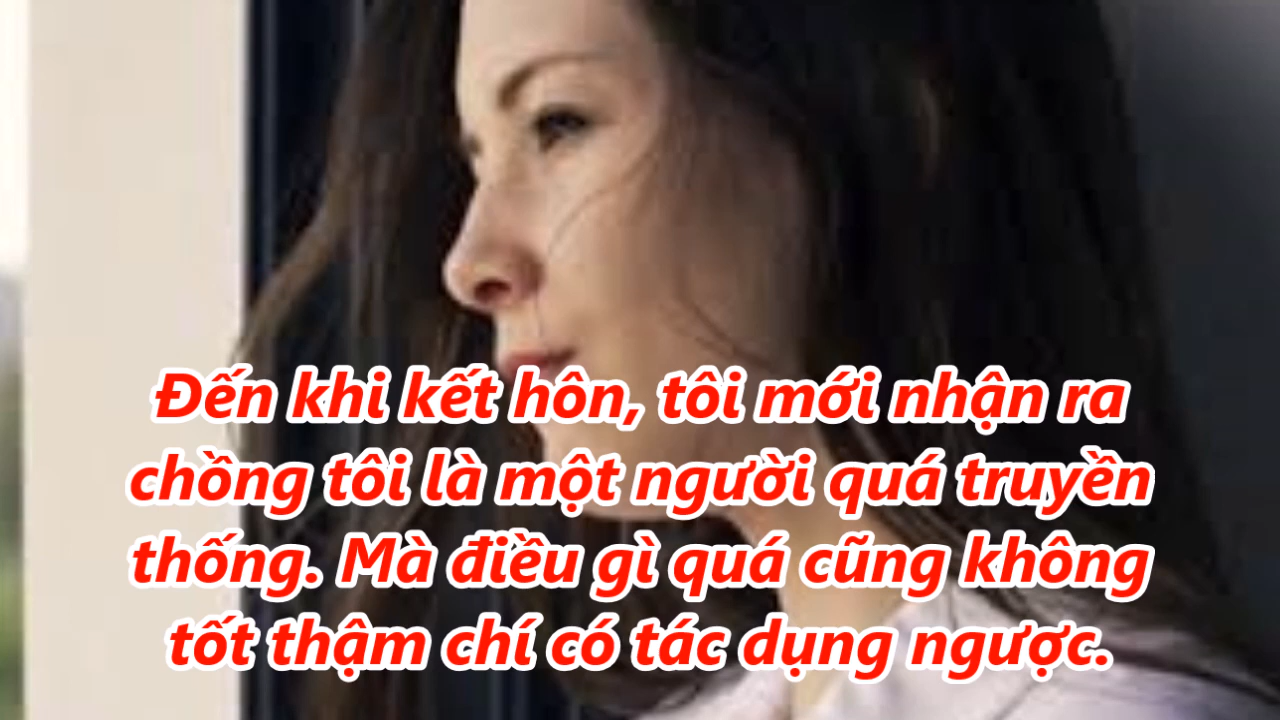 Đến khi kết hôn, tôi mới nhận ra
chồng tôi là một người quá truyền
thống. Mà điều gì quá cũng không
tốt thậm chí có tác dụng ngược.